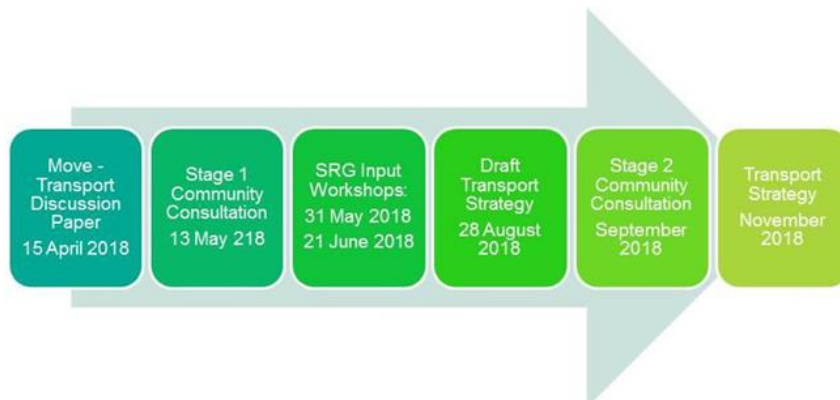 Move -
Transport
Discussion
Paper
15 April 2018
Stage 1
Community
Consultation
13 May 218
SRG Input
Workshops:
31 May 2018
21 June 2018
Draft
Transport
Strategy
28 August
2018
Stage 2
Community
Consultation
September
2018
Transport
Strategy
November
2018